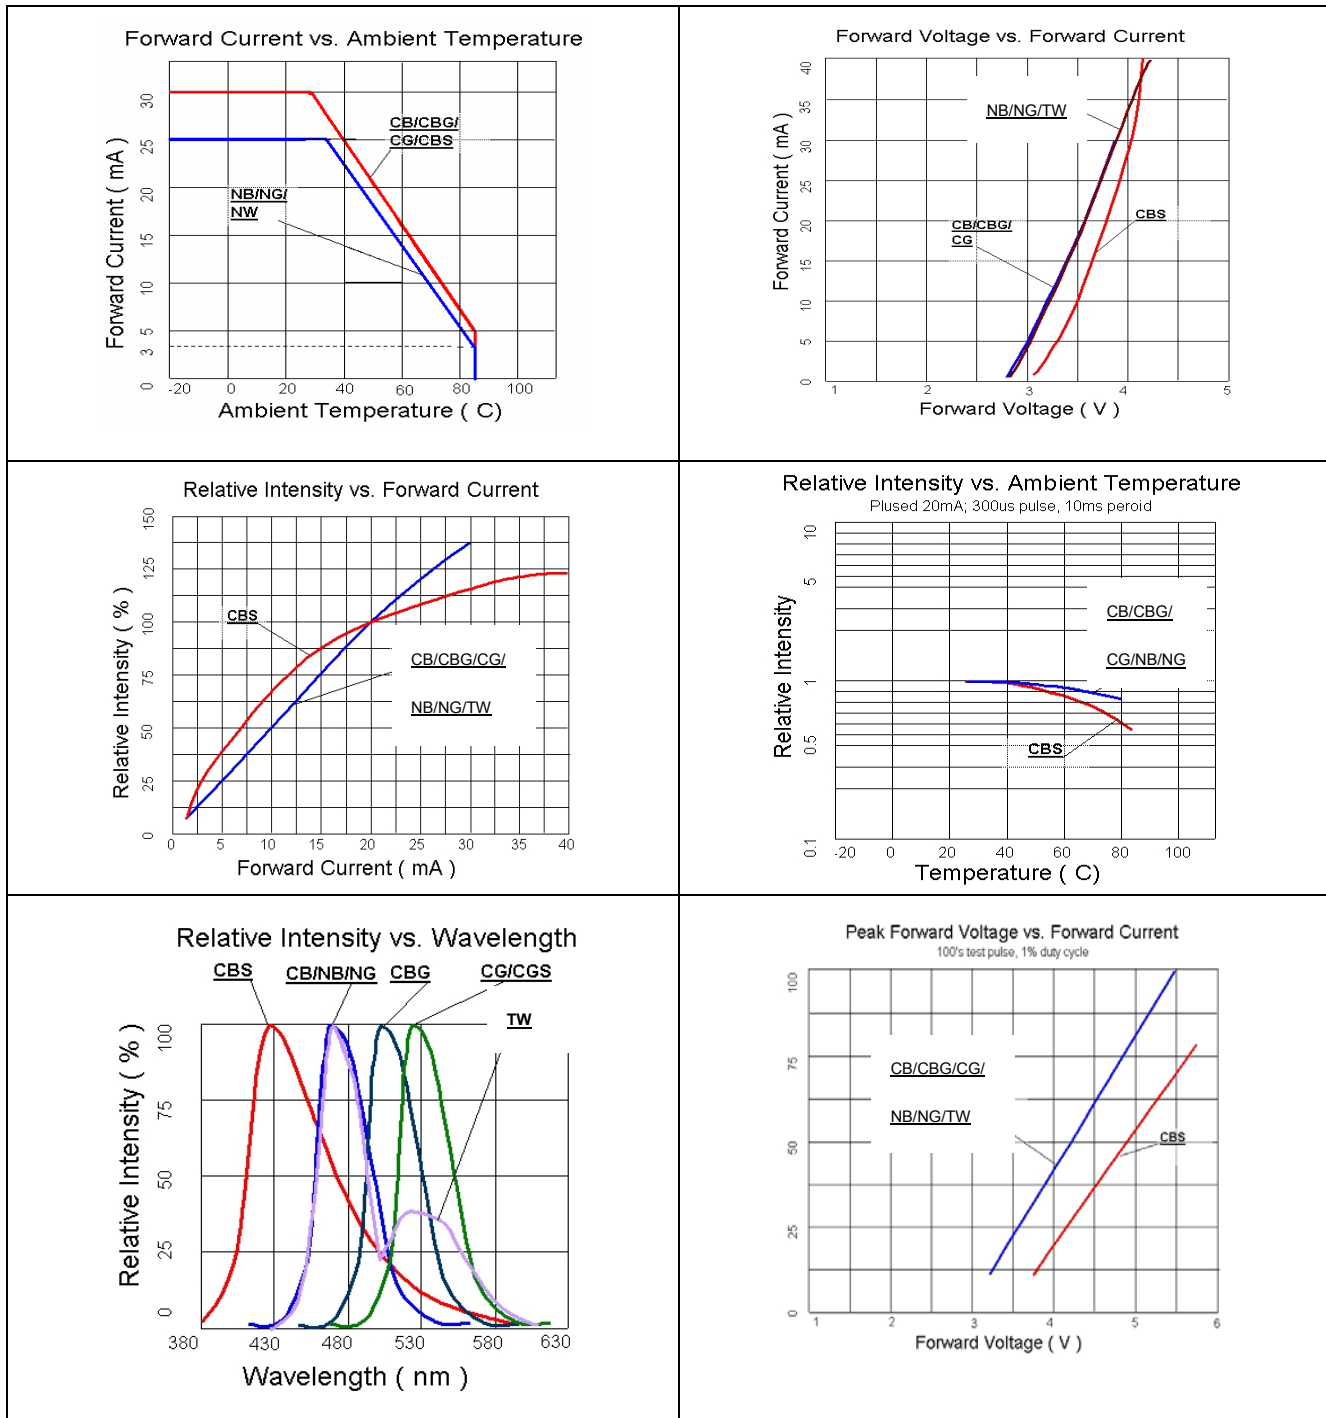 Forward Current vs. Ambient Temperature
Forward Current ( mA )
30
25
20
15
10
5
3
0
CB/CBG/
CG/CBS
NB/NG/
NW
-20
0
20
40
60
80
100
Ambient Temperature ( C)
Forward Voltage vs. Forward Current
Forward Current ( mA )
40
35
30
25
20
15
10
5
0
NB/NG/TW
CB/CBG/
CG
CBS
1
2
3
4
5
Forward Voltage ( V )
Relative Intensity vs. Forward Current
Relative Intensity ( % )
150
125
100
75
50
25
0
CBS
CB/CBG/CG/
NB/NG/TW
0
5
10
15
20
25
30
35
40
Forward Current ( mA )
Relative Intensity vs. Ambient Temperature
Plused 20mA; 300us pulse, 10ms peroid
Relative Intensity
10
5
1
0.5
0.1
CB/CBG/
CG/NB/NG
CBS
-20
0
20
40
60
80
100
Temperature ( C)
Relative Intensity vs. Wavelength
CBS
CB/NB/NG
CBG
CG/CGS
TW
Relative Intensity ( % )
100
75
50
25
0
380
430
480
530
580
630
Wavelength ( nm )
Peak Forward Voltage vs. Forward Current
100's test pulse, 1% duty cycle
100
75
50
25
0
CB/CBG/CG/
NB/NG/TW
CBS
1
2
3
4
5
6
Forward Voltage ( V )